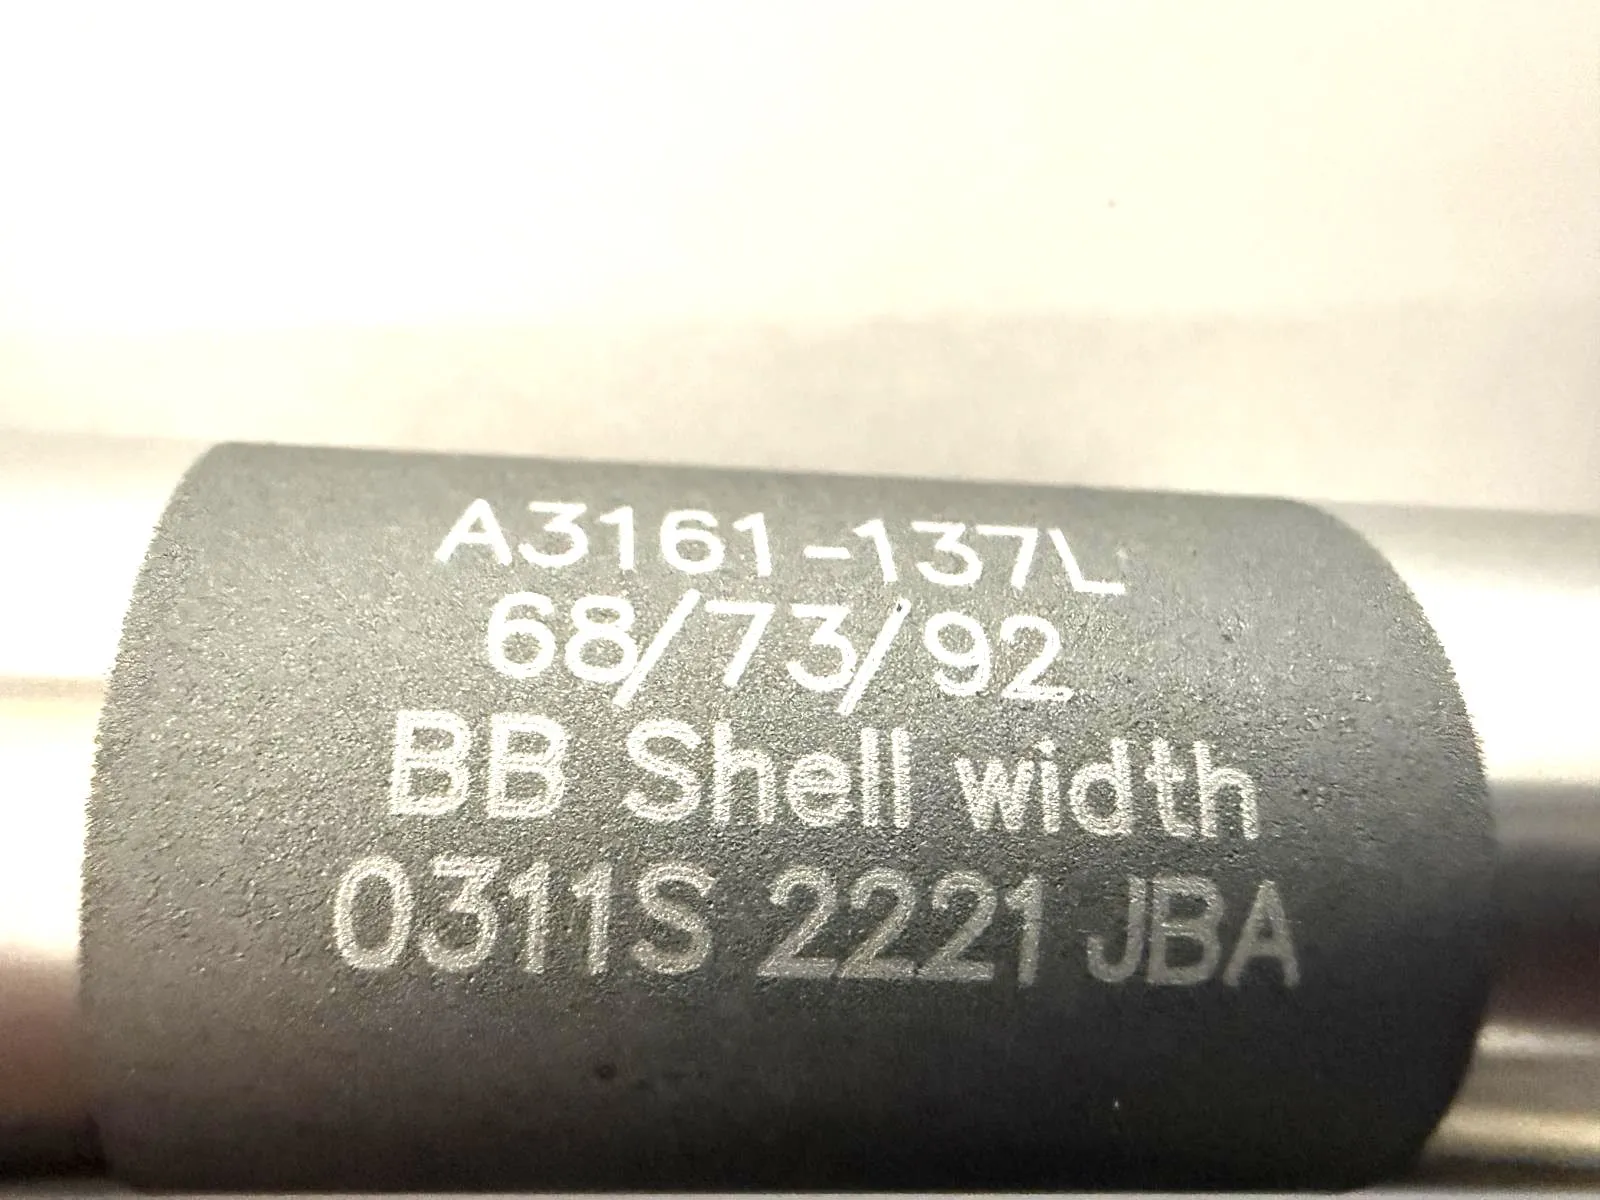 A3161-137L
68/73/92
BB Shell width
0311S 2221 JBA